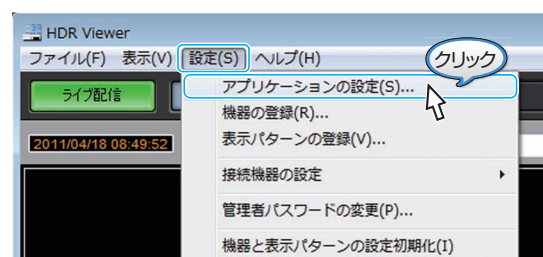 HDR Viewer
ファイル(F) 表示(V) 設定(S) ヘルプ(H)
クリック
ライブ配信
アプリケーションの設定(S)...
機器の登録(R)...
2011/04/18 08:49:52
表示パターンの登録(V)...
接続機器の設定
管理者パスワードの変更(P)...
機器と表示パターンの設定初期化(I)